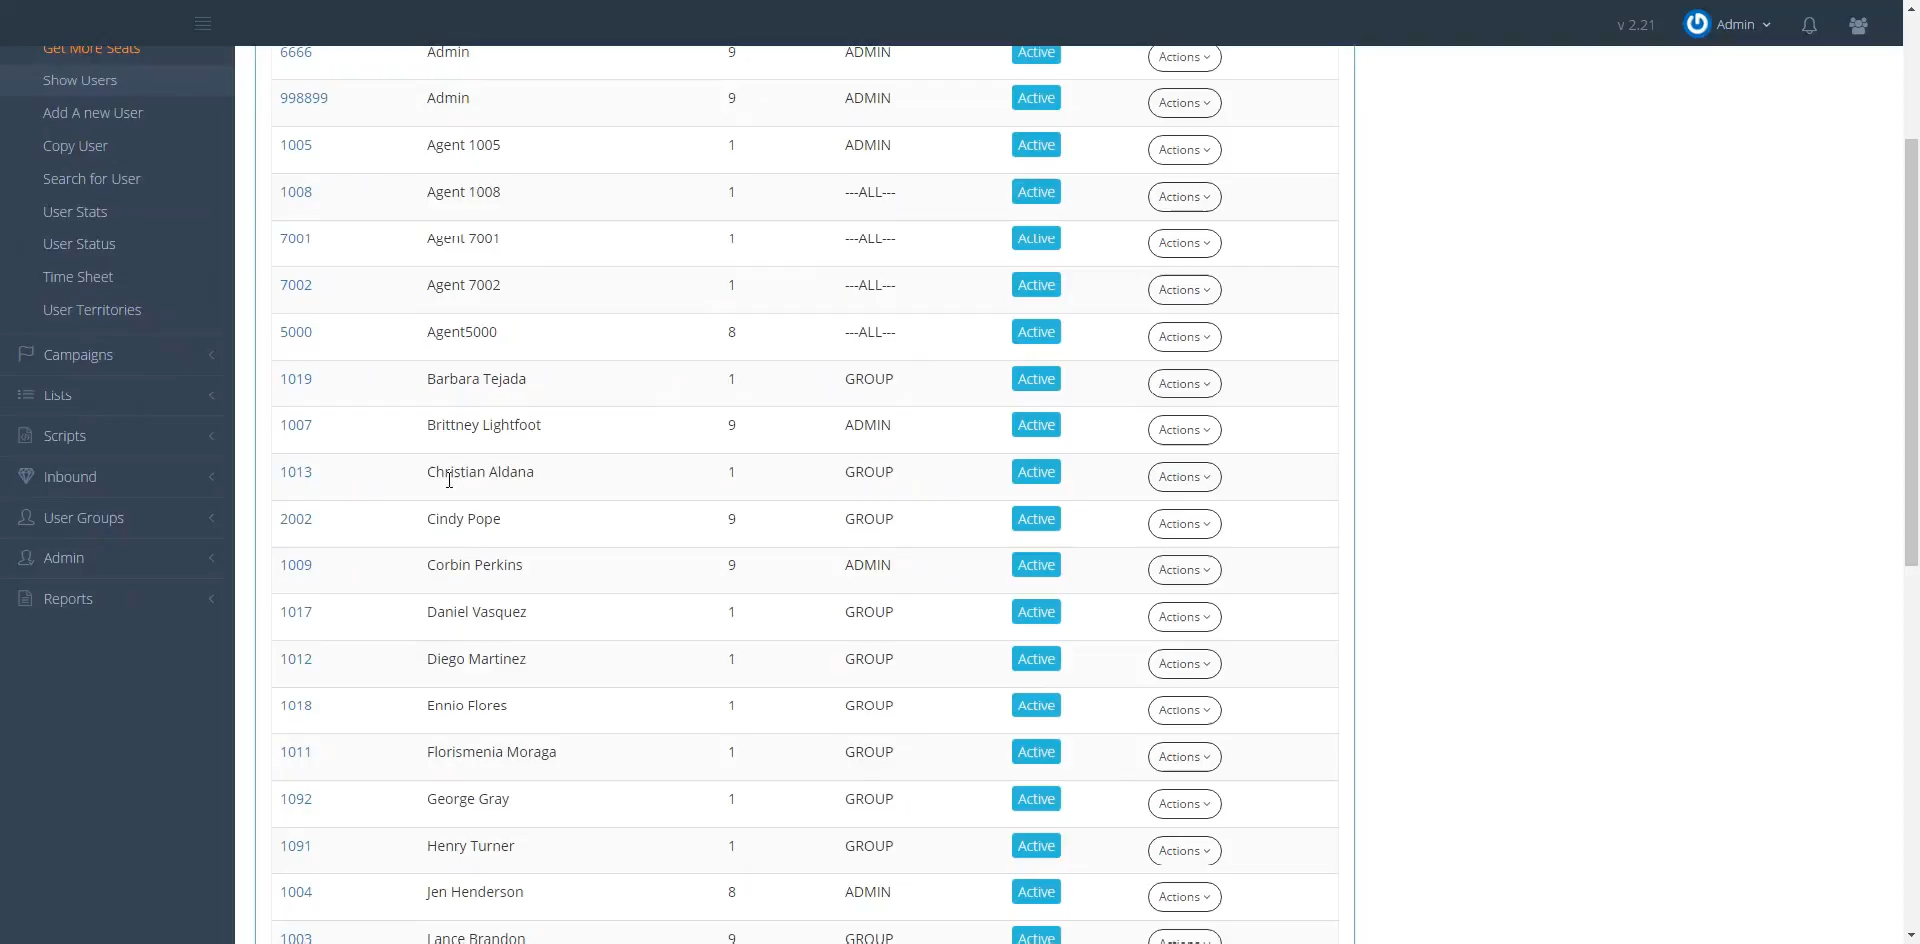 v 2.21 Admin
Get More Seats
Show Users
Add A new User
Copy User
Search for User
User Stats
User Status
Time Sheet
User Territories
Campaigns
Lists
Scripts
Inbound
User Groups
Admin
Reports
6666 Admin 9 ADMIN Active Actions
998899 Admin 9 ADMIN Active Actions
1005 Agent 1005 1 ADMIN Active Actions
1008 Agent 1008 1 ---ALL--- Active Actions
7001 Agent 7001 1 ---ALL--- Active Actions
7002 Agent 7002 1 ---ALL--- Active Actions
5000 Agent5000 8 ---ALL--- Active Actions
1019 Barbara Tejada 1 GROUP Active Actions
1007 Brittney Lightfoot 9 ADMIN Active Actions
1013 Christian Aldana 1 GROUP Active Actions
2002 Cindy Pope 9 GROUP Active Actions
1009 Corbin Perkins 9 ADMIN Active Actions
1017 Daniel Vasquez 1 GROUP Active Actions
1012 Diego Martinez 1 GROUP Active Actions
1018 Ennio Flores 1 GROUP Active Actions
1011 Florismenia Moraga 1 GROUP Active Actions
1092 George Gray 1 GROUP Active Actions
1091 Henry Turner 1 GROUP Active Actions
1004 Jen Henderson 8 ADMIN Active Actions
1003 Lance Brandon 9 GROUP Active Actions